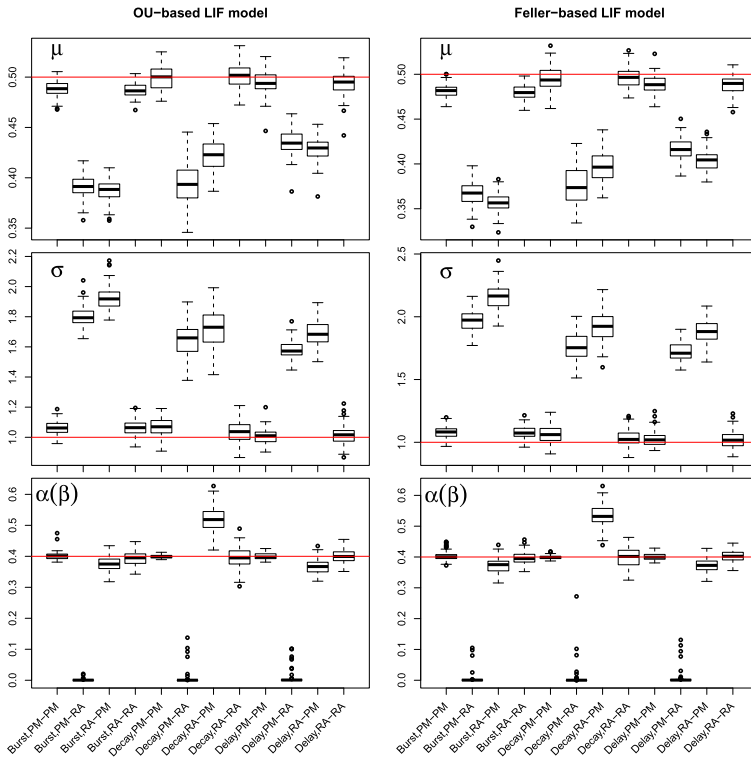 OU-based LIF model
Feller-based LIF model
μ
0.50
0.45
0.40
0.35
μ
0.50
0.45
0.40
0.35
σ
2.2
2.0
1.8
1.6
1.4
1.2
1.0
σ
2.5
2.0
1.5
1.0
α(β)
0.6
0.5
0.4
0.3
0.2
0.1
0.0
α(β)
0.6
0.5
0.4
0.3
0.2
0.1
0.0
Burst,PM−PM
Burst,PM−RA
Burst,RA−PM
Burst,RA−RA
Decay,PM−PM
Decay,PM−RA
Decay,RA−PM
Decay,RA−RA
Delay,PM−PM
Delay,PM−RA
Delay,RA−PM
Delay,RA−RA
Burst,PM−PM
Burst,PM−RA
Burst,RA−PM
Burst,RA−RA
Decay,PM−PM
Decay,PM−RA
Decay,RA−PM
Decay,RA−RA
Delay,PM−PM
Delay,PM−RA
Delay,RA−PM
Delay,RA−RA